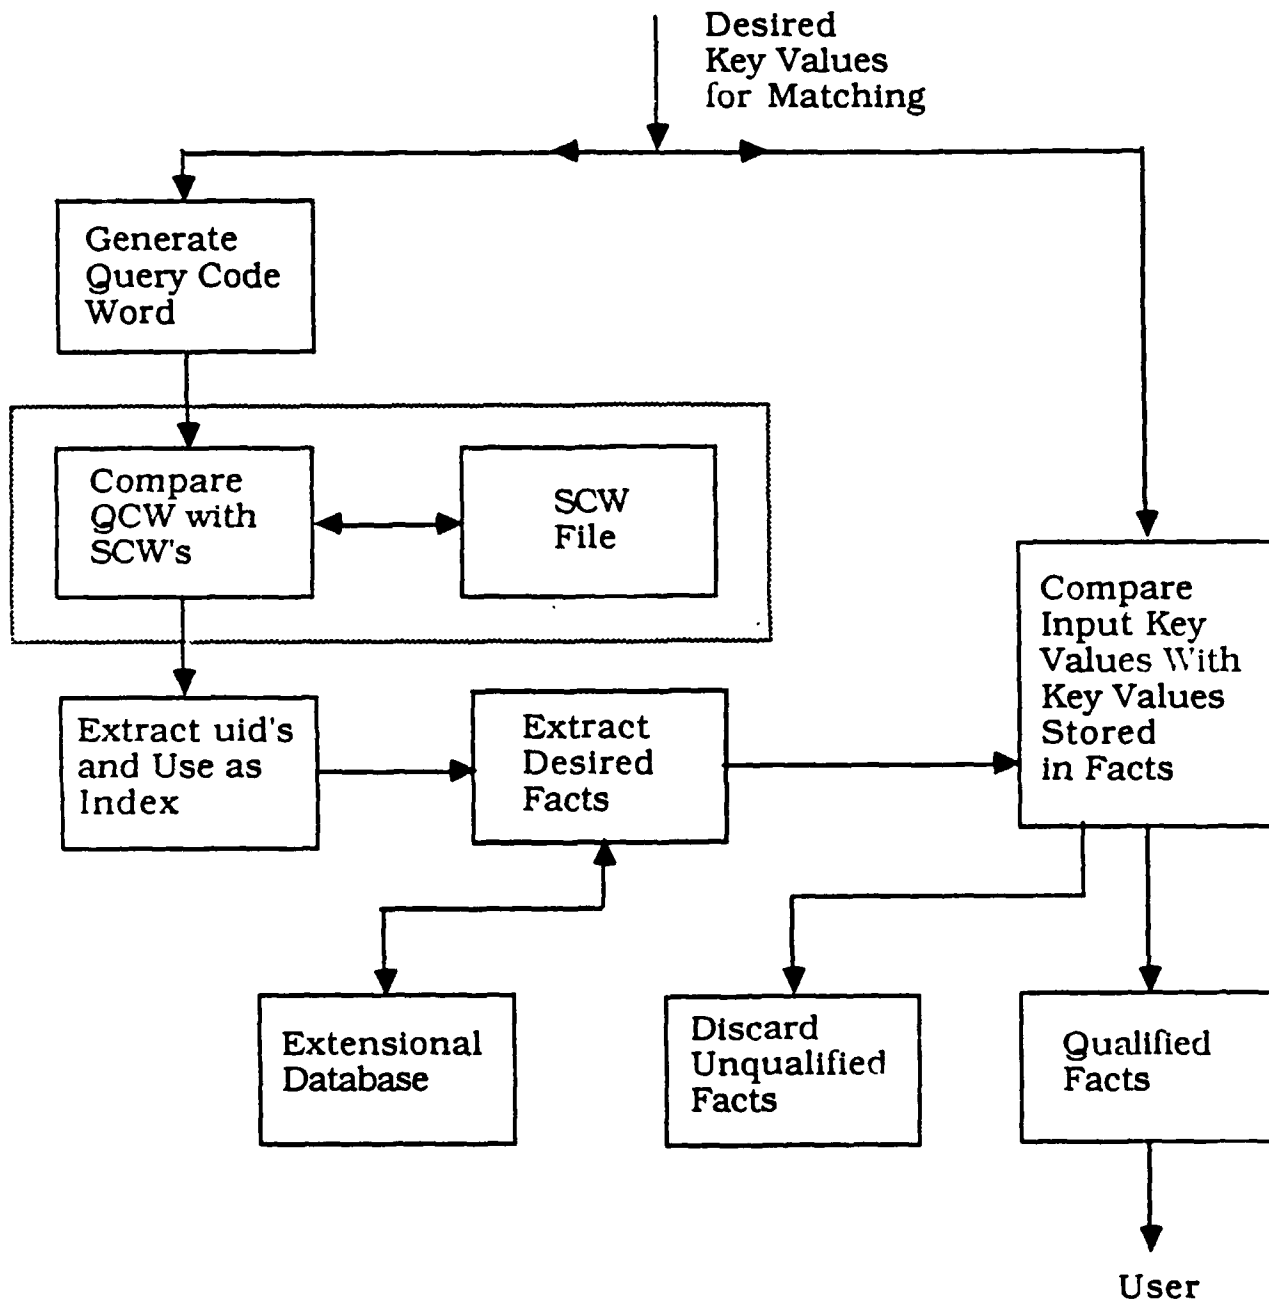 Desired
Key Values
for Matching
Generate
Query Code
Word
Compare
QCW with
SCW's
SCW
File
Compare
Input Key
Values With
Key Values
Stored
in Facts
Extract uid's
and Use as
Index
Extract
Desired
Facts
Extensional
Database
Discard
Unqualified
Facts
Qualified
Facts
User